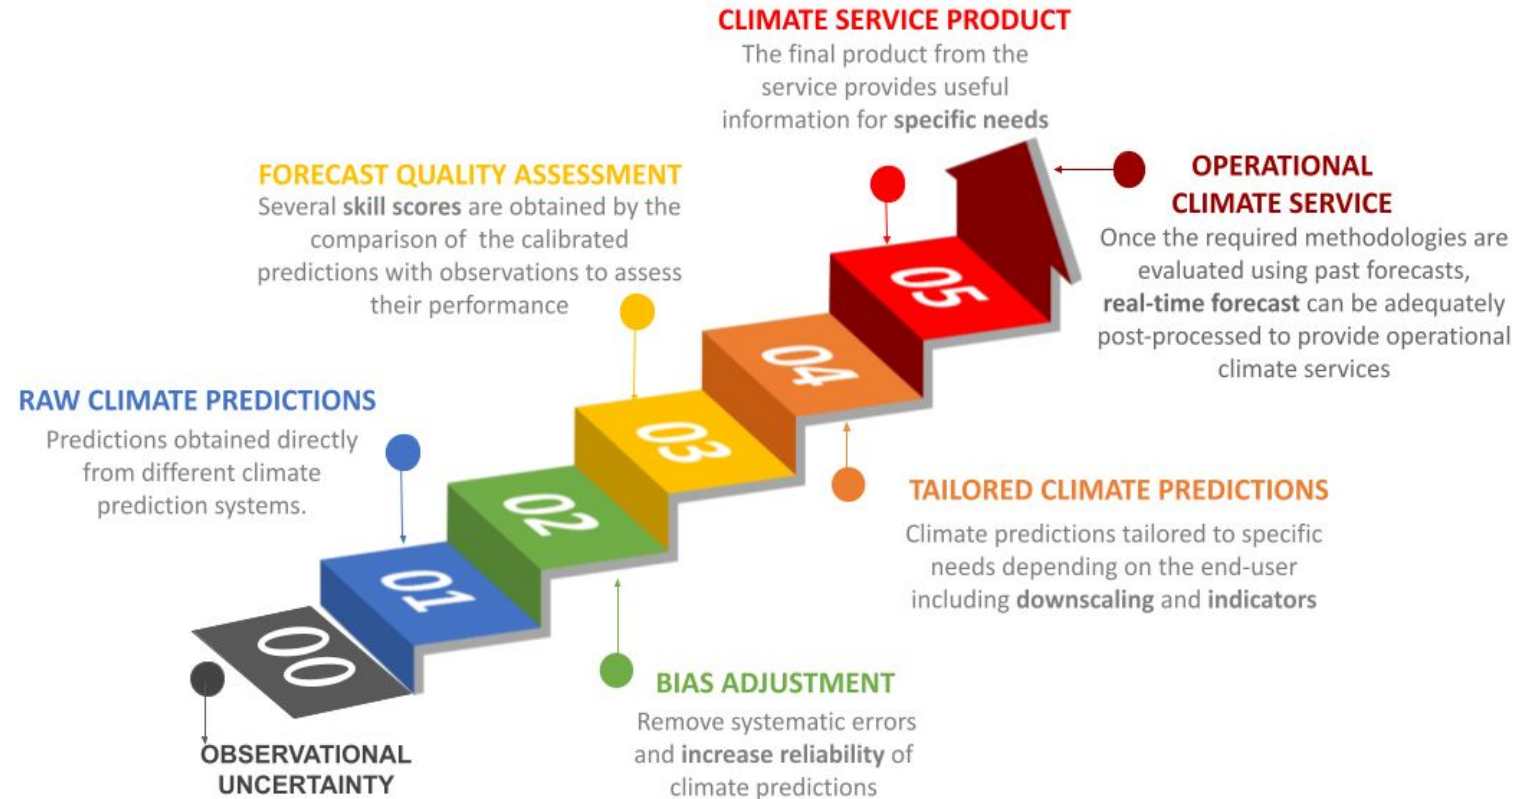 CLIMATE SERVICE PRODUCT
The final product from the
service provides useful
information for specific needs
OPERATIONAL
CLIMATE SERVICE
Once the required methodologies are
evaluated using past forecasts,
real-time forecast can be adequately
post-processed to provide operational
climate services
FORECAST QUALITY ASSESSMENT
Several skill scores are obtained by the
comparison of the calibrated
predictions with observations to assess
their performance
RAW CLIMATE PREDICTIONS
Predictions obtained directly
from different climate
prediction systems.
05
04
03
02
01
00
TAILORED CLIMATE PREDICTIONS
Climate predictions tailored to specific
needs depending on the end-user
including downscaling and indicators
BIAS ADJUSTMENT
Remove systematic errors
and increase reliability of
climate predictions
OBSERVATIONAL
UNCERTAINTY